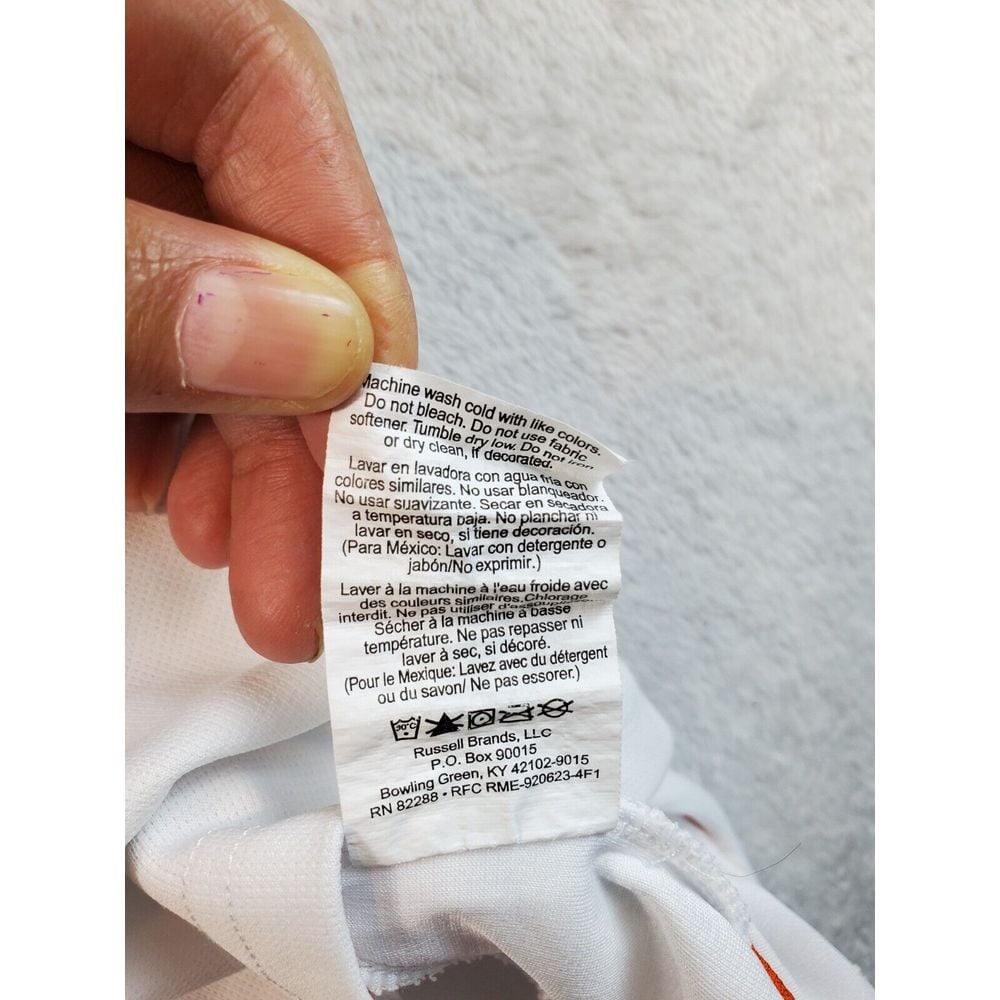 Machine wash cold with like colors.
Do not bleach. Do not use fabric
softener. Tumble dry low. Do not iron
or dry clean, if decorated.
Lavar en lavadora con agua fría con
colores similares. No usar blanqueador.
No usar suavizante. Secar en secadora
a temperatura baja. No planchar ni
lavar en seco, si tiene decoración.
(Para México: Lavar con detergente o
jabón/No exprimir.)
Laver à la machine à l'eau froide avec
des couleurs similaires. Chlorage
interdit. Ne pas utiliser d'assouplissant.
Sécher à la machine à basse
température. Ne pas repasser ni
laver à sec, si décoré.
(Pour le Mexique: Lavez avec du détergent
ou du savon/ Ne pas essorer.)
30°C
Russell Brands, LLC
P.O. Box 90015
Bowling Green, KY 42102-9015
RN 82288 • RFC RME-920623-4F1